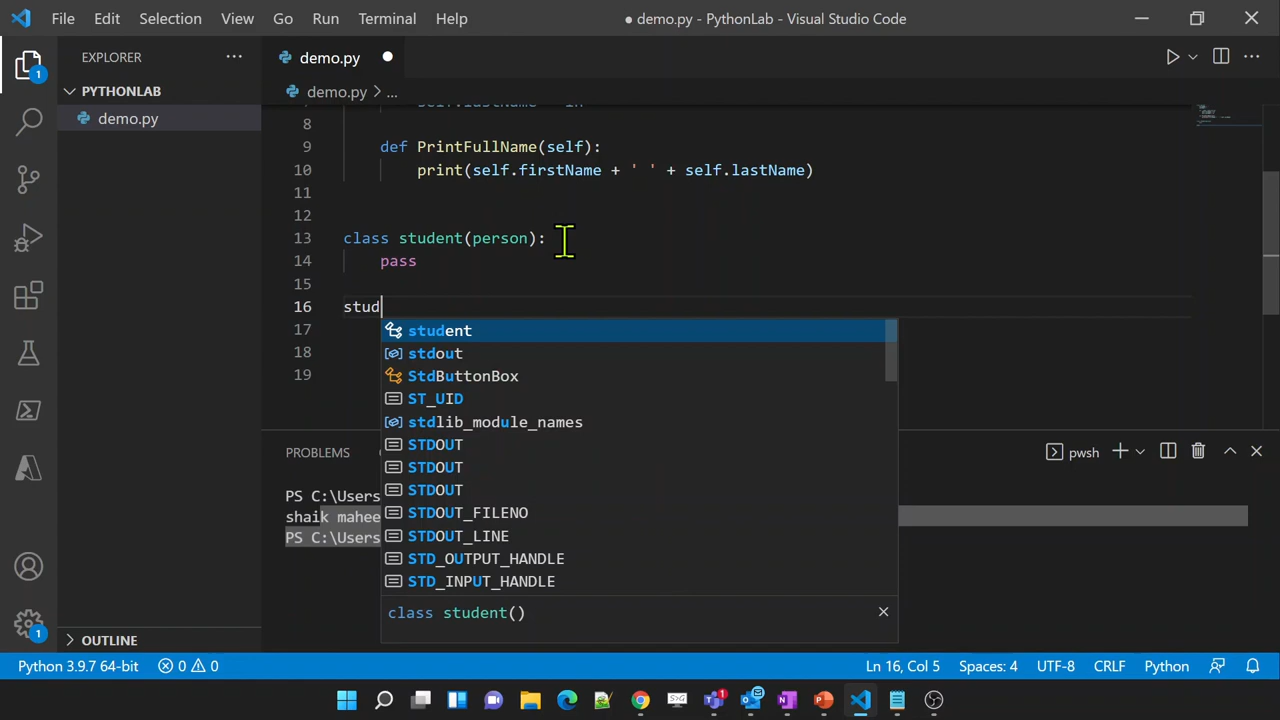 File Edit Selection View Go Run Terminal Help ● demo.py - PythonLab - Visual Studio Code
EXPLORER ··· demo.py ●
PYTHONLAB
demo.py > ...
demo.py
8
9 def PrintFullName(self):
10 print(self.firstName + ' ' + self.lastName)
11
12
13 class student(person):
14 pass
15
16 stud
17
18
19
student
stdout
StdButtonBox
ST_UID
stdlib_module_names
STDOUT
STDOUT
STDOUT
STDOUT_FILENO
STDOUT_LINE
STD_OUTPUT_HANDLE
STD_INPUT_HANDLE
class student()
PROBLEMS
pwsh
PS C:\Users
shaik mahee
PS C:\Users
1
1
OUTLINE
Python 3.9.7 64-bit 0 0 Ln 16, Col 5 Spaces: 4 UTF-8 CRLF Python